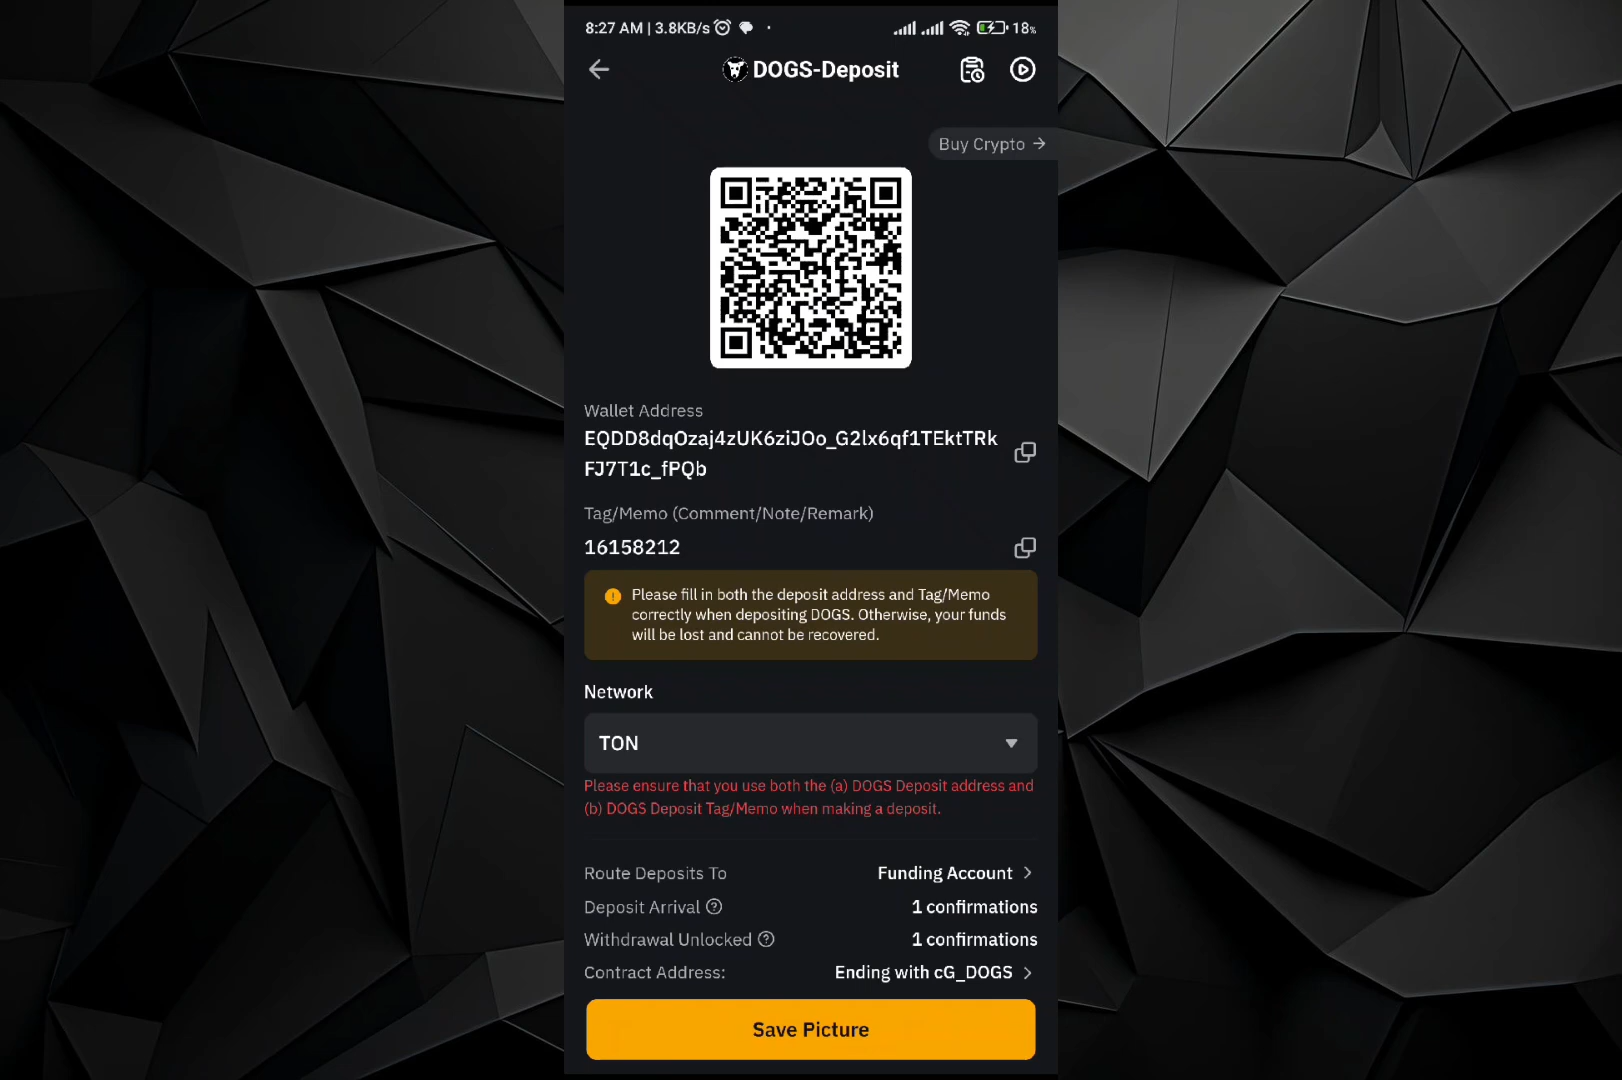 8:27 AM | 3.8KB/s
18%
DOGS-Deposit
Buy Crypto →
Wallet Address
EQDD8dqOzaj4zUK6ziJOo_G2lx6qf1TEktTRk
FJ7T1c_fPQb
Tag/Memo (Comment/Note/Remark)
16158212
Please fill in both the deposit address and Tag/Memo
correctly when depositing DOGS. Otherwise, your funds
will be lost and cannot be recovered.
Network
TON
Please ensure that you use both the (a) DOGS Deposit address and
(b) DOGS Deposit Tag/Memo when making a deposit.
Route Deposits To Funding Account
Deposit Arrival 1 confirmations
Withdrawal Unlocked 1 confirmations
Contract Address: Ending with cG_DOGS
Save Picture